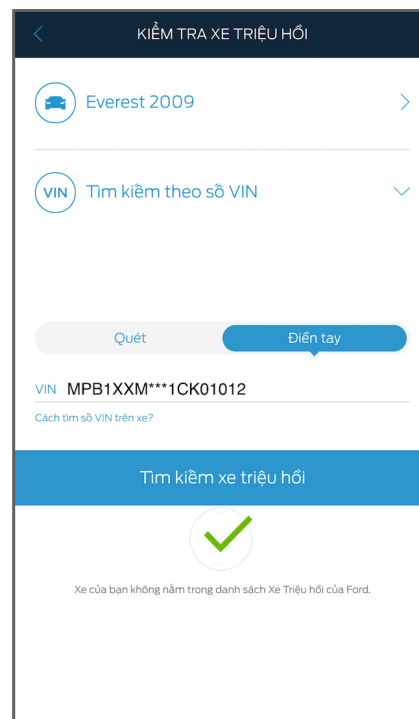 KIỂM TRA XE TRIỆU HỒI
Everest 2009
VIN Tìm kiếm theo số VIN
Quét Điền tay
VIN MPB1XXM***1CK01012
Cách tìm số VIN trên xe?
Tìm kiếm xe triệu hồi
Xe của bạn không nằm trong danh sách Xe Triệu hồi của Ford.